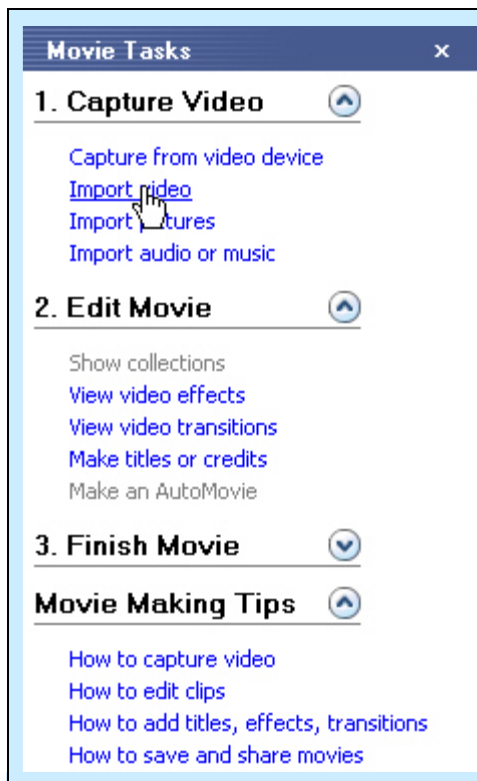 Movie Tasks
1. Capture Video
Capture from video device
Import video
Import pictures
Import audio or music
2. Edit Movie
Show collections
View video effects
View video transitions
Make titles or credits
Make an AutoMovie
3. Finish Movie
Movie Making Tips
How to capture video
How to edit clips
How to add titles, effects, transitions
How to save and share movies